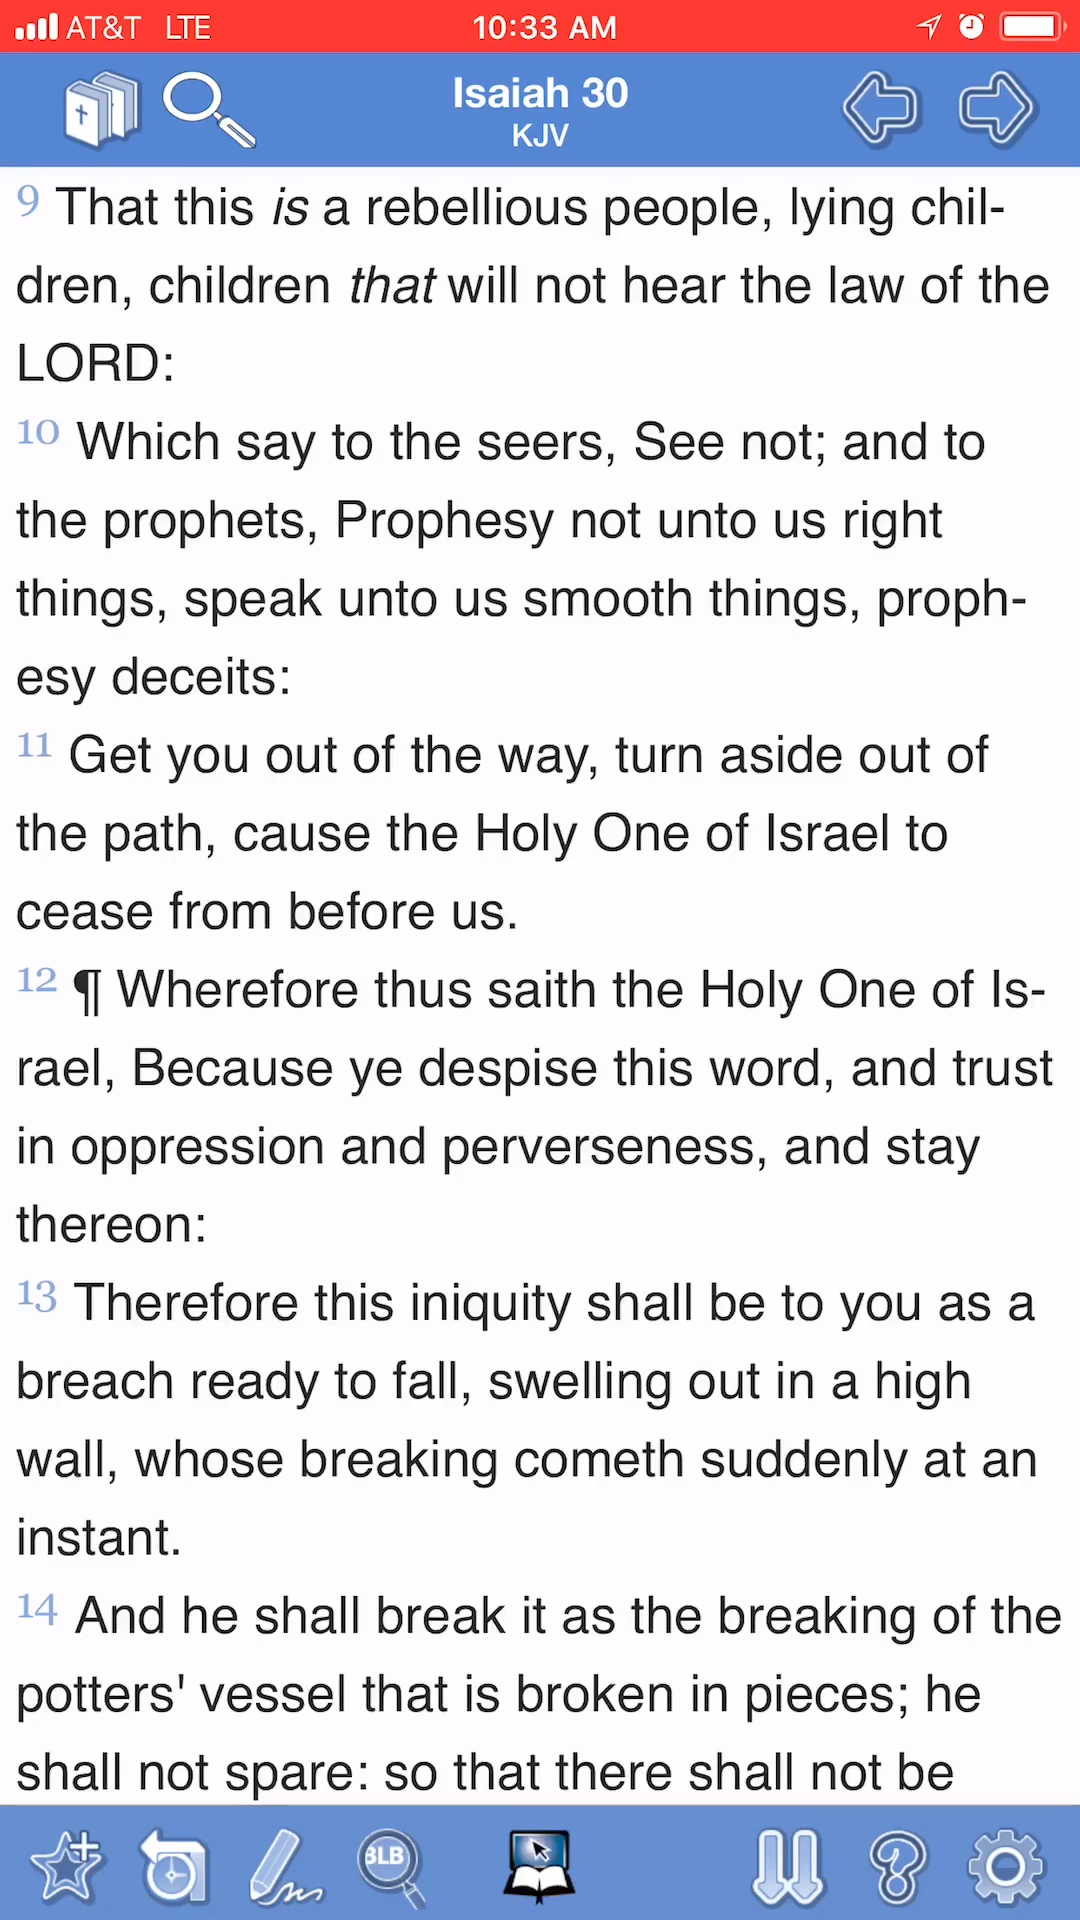 AT&T LTE 10:33 AM
Isaiah 30
KJV
9 That this is a rebellious people, lying chil-
dren, children that will not hear the law of the
LORD:
10 Which say to the seers, See not; and to
the prophets, Prophesy not unto us right
things, speak unto us smooth things, proph-
esy deceits:
11 Get you out of the way, turn aside out of
the path, cause the Holy One of Israel to
cease from before us.
12 ¶ Wherefore thus saith the Holy One of Is-
rael, Because ye despise this word, and trust
in oppression and perverseness, and stay
thereon:
13 Therefore this iniquity shall be to you as a
breach ready to fall, swelling out in a high
wall, whose breaking cometh suddenly at an
instant.
14 And he shall break it as the breaking of the
potters' vessel that is broken in pieces; he
shall not spare: so that there shall not be
BLB